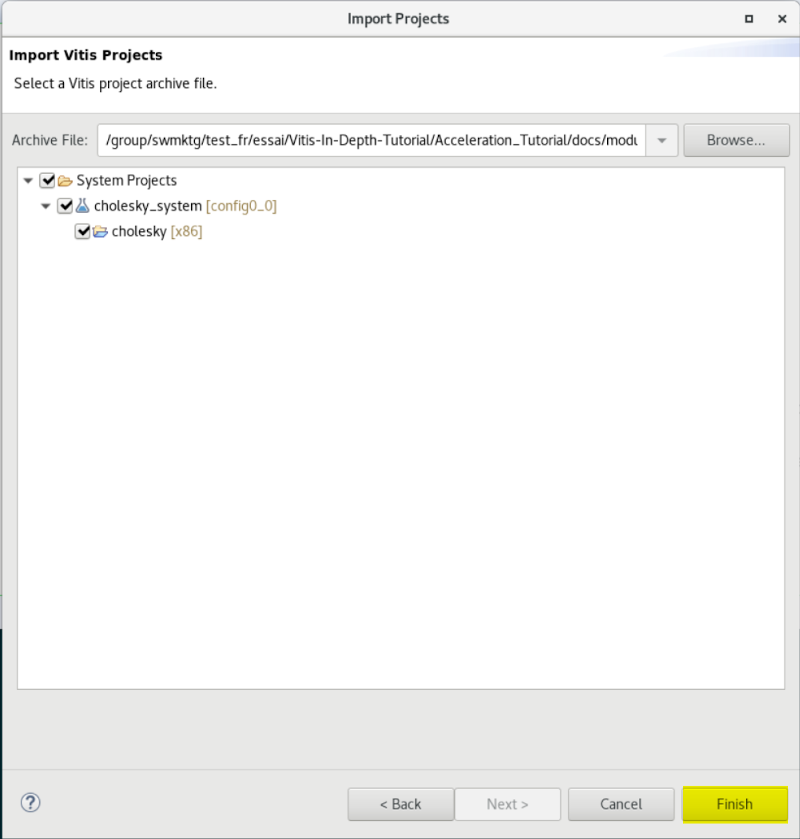 Import Projects
Import Vitis Projects
Select a Vitis project archive file.
Archive File: /group/swmktg/test_fr/essai/Vitis-In-Depth-Tutorial/Acceleration_Tutorial/docs/modu Browse...
System Projects
cholesky_system [config0_0]
cholesky [x86]
? < Back Next > Cancel Finish